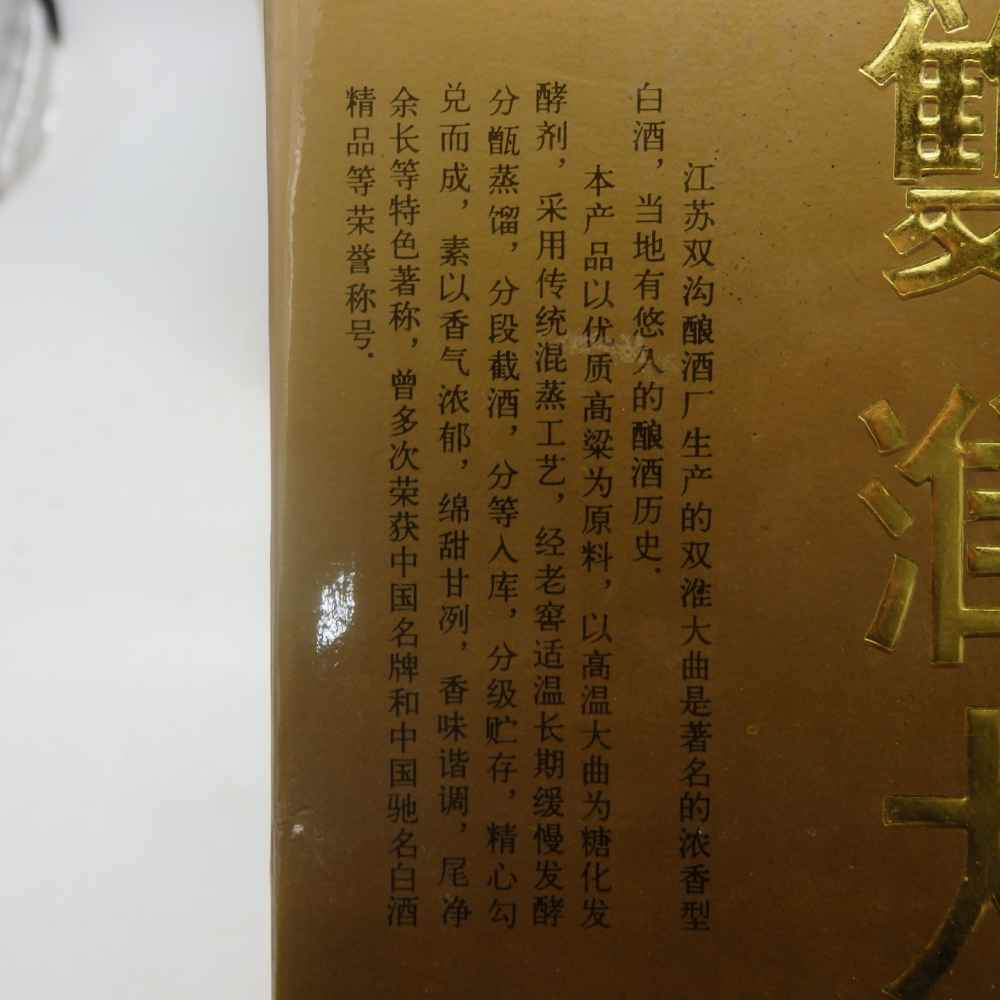 雙淮大
江苏双沟酿酒厂生产的双淮大曲是著名的浓香型
白酒，当地有悠久的酿酒历史.
本产品以优质高粱为原料，以高温大曲为糖化发
酵剂，采用传统混蒸工艺，经老窖适温长期缓慢发酵
分甑蒸馏，分段截酒，分等入库，分级贮存，精心勾
兑而成，素以香气浓郁，绵甜甘冽，香味谐调，尾净
余长等特色著称，曾多次荣获中国名牌和中国驰名白酒
精品等荣誉称号.